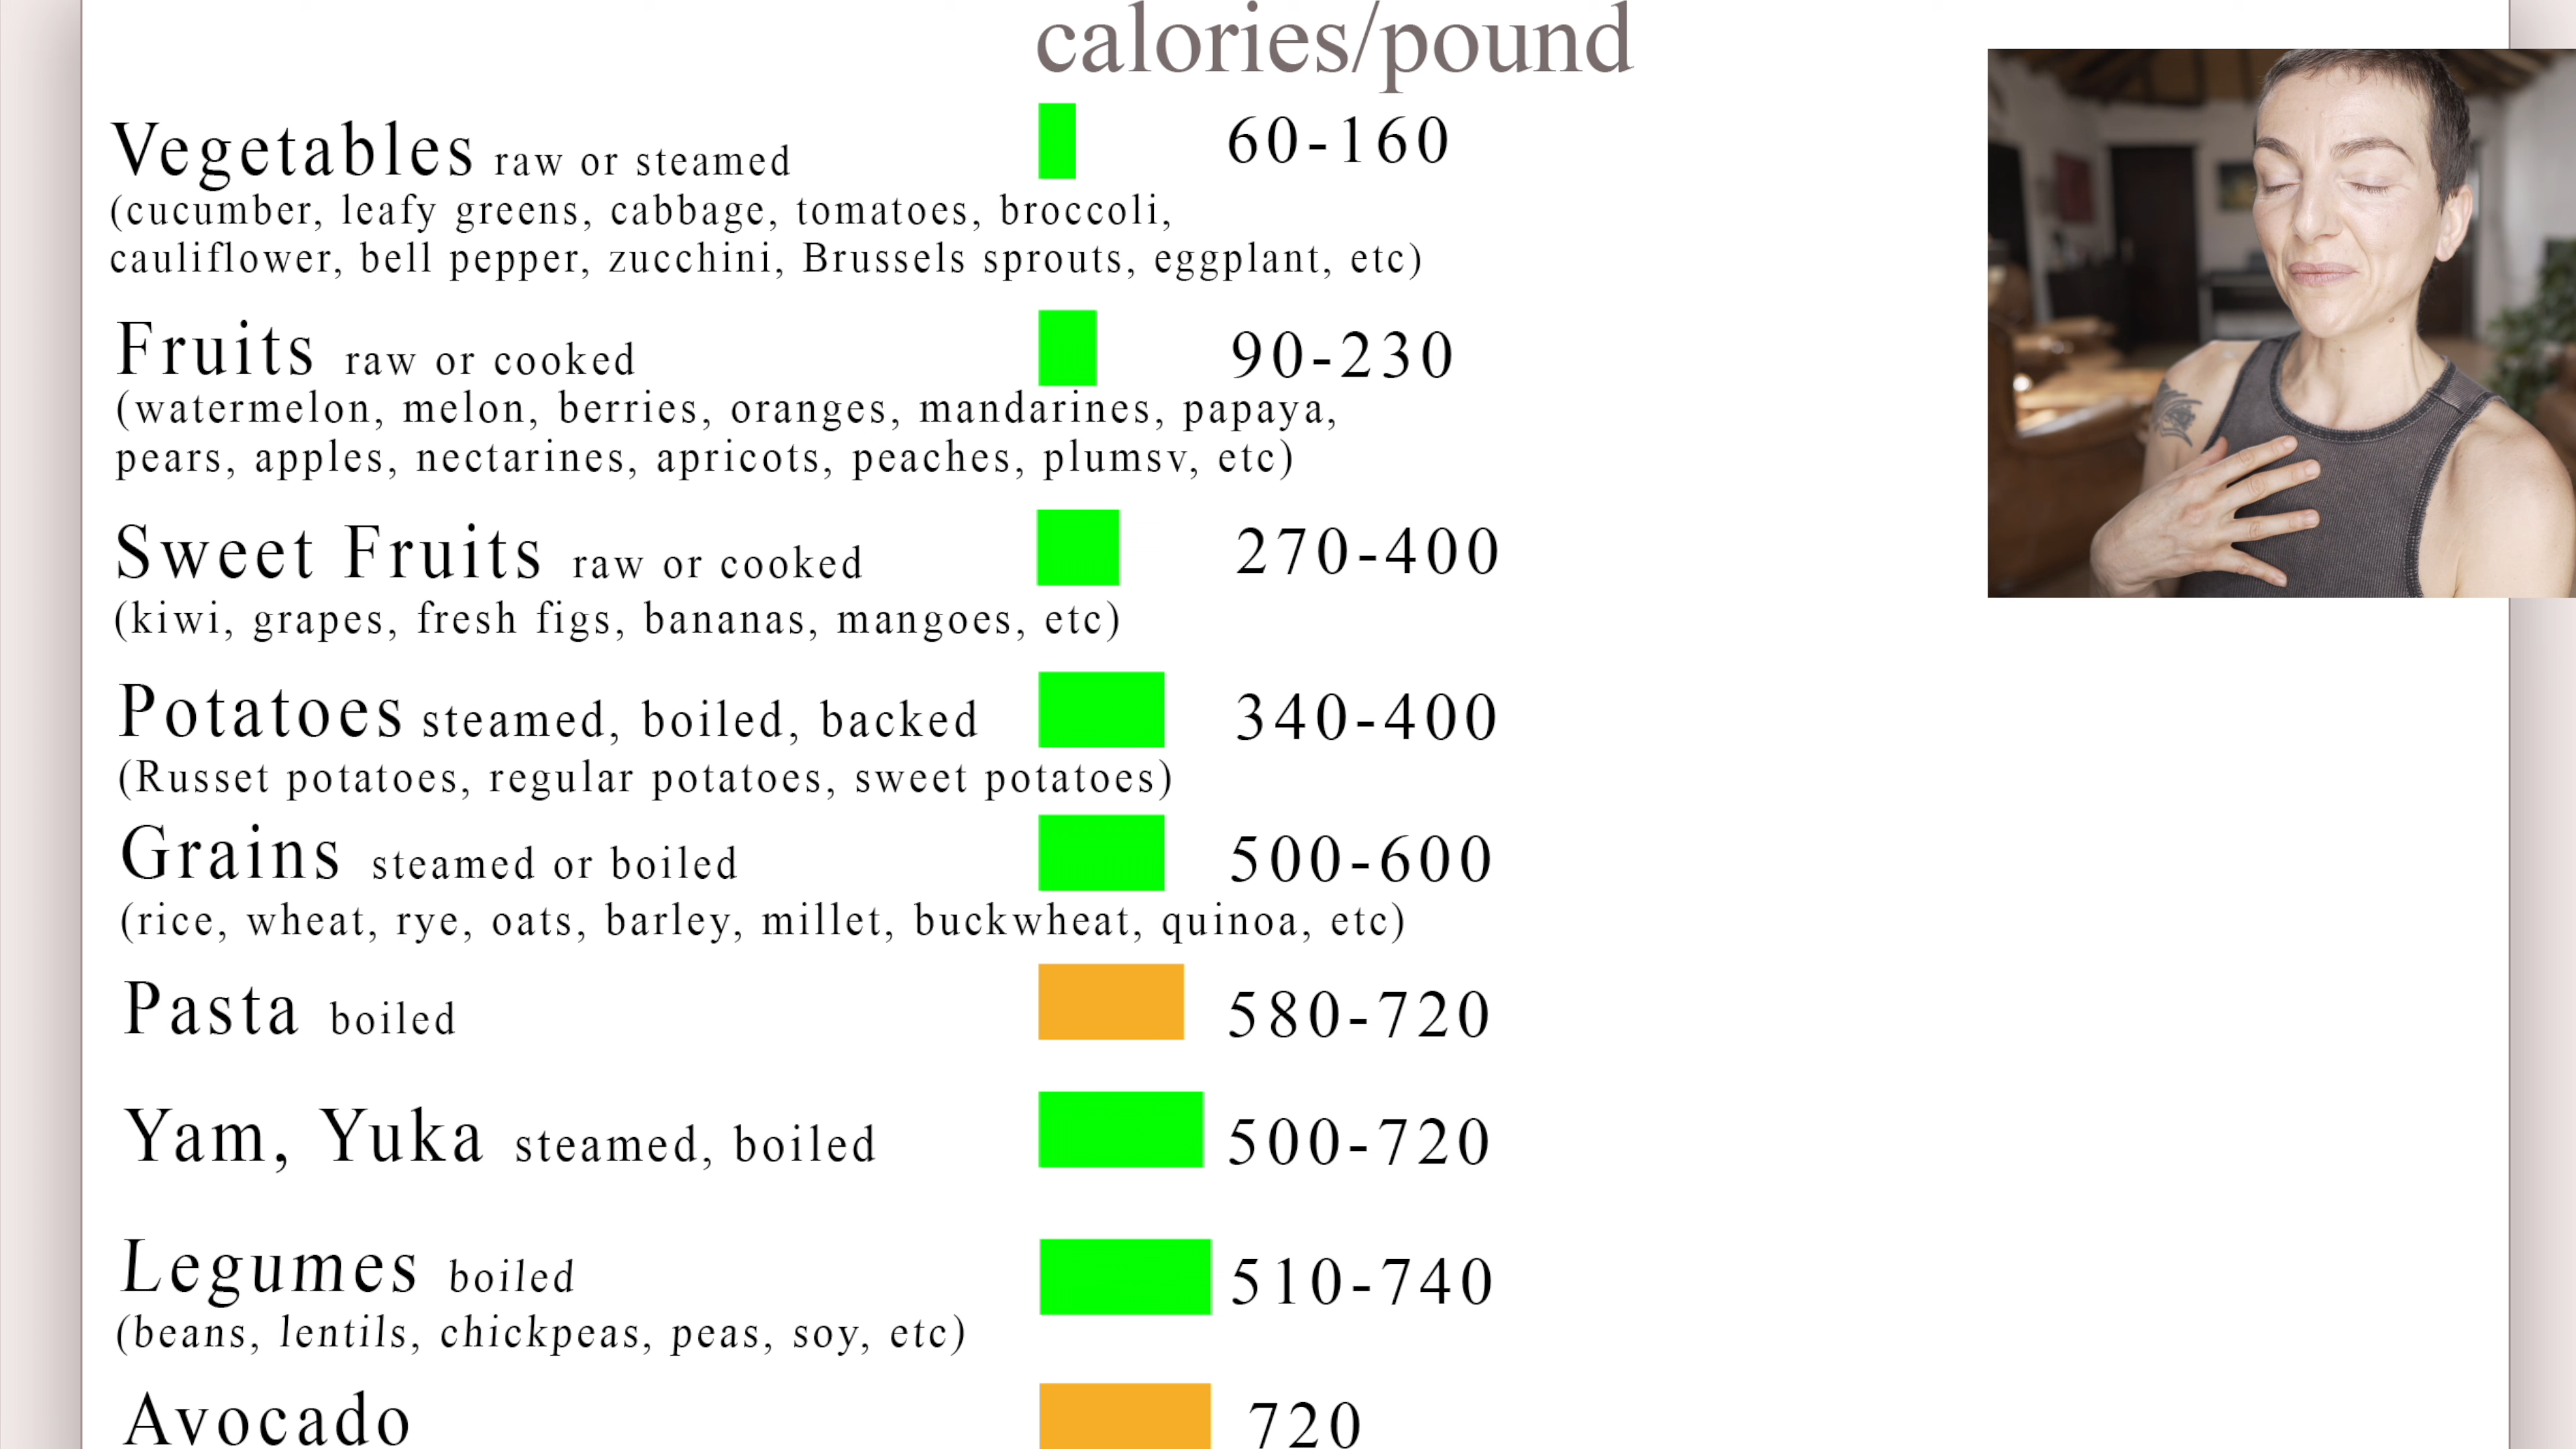 calories/pound
Vegetables raw or steamed 60-160
(cucumber, leafy greens, cabbage, tomatoes, broccoli,
cauliflower, bell pepper, zucchini, Brussels sprouts, eggplant, etc)
Fruits raw or cooked 90-230
(watermelon, melon, berries, oranges, mandarines, papaya,
pears, apples, nectarines, apricots, peaches, plumsv, etc)
Sweet Fruits raw or cooked 270-400
(kiwi, grapes, fresh figs, bananas, mangoes, etc)
Potatoes steamed, boiled, backed 340-400
(Russet potatoes, regular potatoes, sweet potatoes)
Grains steamed or boiled 500-600
(rice, wheat, rye, oats, barley, millet, buckwheat, quinoa, etc)
Pasta boiled 580-720
Yam, Yuka steamed, boiled 500-720
Legumes boiled 510-740
(beans, lentils, chickpeas, peas, soy, etc)
Avocado 720